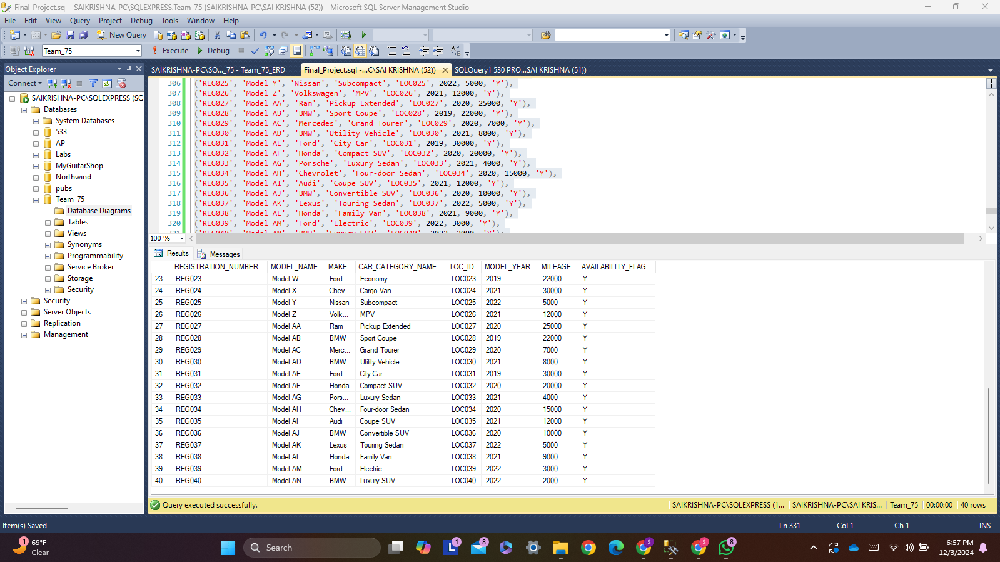 Final_Project.sql - SAIKRISHNA-PC\SQLEXPRESS.Team_75 (SAIKRISHNA-PC\SAI KRISHNA (52)) - Microsoft SQL Server Management Studio
File Edit View Query Project Debug Tools Window Help
New Query
Team_75 Execute Debug
Object Explorer
Connect
SAIKRISHNA-PC\SQLEXPRESS (SQ
Databases
System Databases
533
AP
Labs
MyGuitarShop
Northwind
pubs
Team_75
Database Diagrams
Tables
Views
Synonyms
Programmability
Service Broker
Storage
Security
Security
Server Objects
Replication
Management
SAIKRISHNA-PC\SQ..._75 - Team_75_ERD Final_Project.sql -...C\SAI KRISHNA (52)) SQLQuery1 530 PRO...SAI KRISHNA (51))
306 ('REG025', 'Model Y', 'Nissan', 'Subcompact', 'LOC025', 2022, 5000, 'Y'),
307 ('REG026', 'Model Z', 'Volkswagen', 'MPV', 'LOC026', 2021, 12000, 'Y'),
308 ('REG027', 'Model AA', 'Ram', 'Pickup Extended', 'LOC027', 2020, 25000, 'Y'),
309 ('REG028', 'Model AB', 'BMW', 'Sport Coupe', 'LOC028', 2019, 22000, 'Y'),
310 ('REG029', 'Model AC', 'Mercedes', 'Grand Tourer', 'LOC029', 2020, 7000, 'Y'),
311 ('REG030', 'Model AD', 'BMW', 'Utility Vehicle', 'LOC030', 2021, 8000, 'Y'),
312 ('REG031', 'Model AE', 'Ford', 'City Car', 'LOC031', 2019, 30000, 'Y'),
313 ('REG032', 'Model AF', 'Honda', 'Compact SUV', 'LOC032', 2020, 20000, 'Y'),
314 ('REG033', 'Model AG', 'Porsche', 'Luxury Sedan', 'LOC033', 2021, 4000, 'Y'),
315 ('REG034', 'Model AH', 'Chevrolet', 'Four-door Sedan', 'LOC034', 2020, 15000, 'Y'),
316 ('REG035', 'Model AI', 'Audi', 'Coupe SUV', 'LOC035', 2021, 12000, 'Y'),
317 ('REG036', 'Model AJ', 'BMW', 'Convertible SUV', 'LOC036', 2020, 10000, 'Y'),
318 ('REG037', 'Model AK', 'Lexus', 'Touring Sedan', 'LOC037', 2022, 5000, 'Y'),
319 ('REG038', 'Model AL', 'Honda', 'Family Van', 'LOC038', 2021, 9000, 'Y'),
320 ('REG039', 'Model AM', 'Ford', 'Electric', 'LOC039', 2022, 3000, 'Y'),
321 ('REG040', 'Model AN', 'BMW', 'Luxury SUV', 'LOC040', 2022, 2000, 'Y');
100 %
Results Messages
REGISTRATION_NUMBER MODEL_NAME MAKE CAR_CATEGORY_NAME LOC_ID MODEL_YEAR MILEAGE AVAILABILITY_FLAG
23 REG023 Model W Ford Economy LOC023 2019 22000 Y
24 REG024 Model X Chev... Cargo Van LOC024 2021 30000 Y
25 REG025 Model Y Nissan Subcompact LOC025 2022 5000 Y
26 REG026 Model Z Volk... MPV LOC026 2021 12000 Y
27 REG027 Model AA Ram Pickup Extended LOC027 2020 25000 Y
28 REG028 Model AB BMW Sport Coupe LOC028 2019 22000 Y
29 REG029 Model AC Merc... Grand Tourer LOC029 2020 7000 Y
30 REG030 Model AD BMW Utility Vehicle LOC030 2021 8000 Y
31 REG031 Model AE Ford City Car LOC031 2019 30000 Y
32 REG032 Model AF Honda Compact SUV LOC032 2020 20000 Y
33 REG033 Model AG Pors... Luxury Sedan LOC033 2021 4000 Y
34 REG034 Model AH Chev... Four-door Sedan LOC034 2020 15000 Y
35 REG035 Model AI Audi Coupe SUV LOC035 2021 12000 Y
36 REG036 Model AJ BMW Convertible SUV LOC036 2020 10000 Y
37 REG037 Model AK Lexus Touring Sedan LOC037 2022 5000 Y
38 REG038 Model AL Honda Family Van LOC038 2021 9000 Y
39 REG039 Model AM Ford Electric LOC039 2022 3000 Y
40 REG040 Model AN BMW Luxury SUV LOC040 2022 2000 Y
Query executed successfully. SAIKRISHNA-PC\SQLEXPRESS (1... SAIKRISHNA-PC\SAI KRIS... Team_75 00:00:00 40 rows
Item(s) Saved Ln 331 Col 1 Ch 1 INS
1 69°F
Clear
Search
1 8 S S 8
6:57 PM
12/3/2024